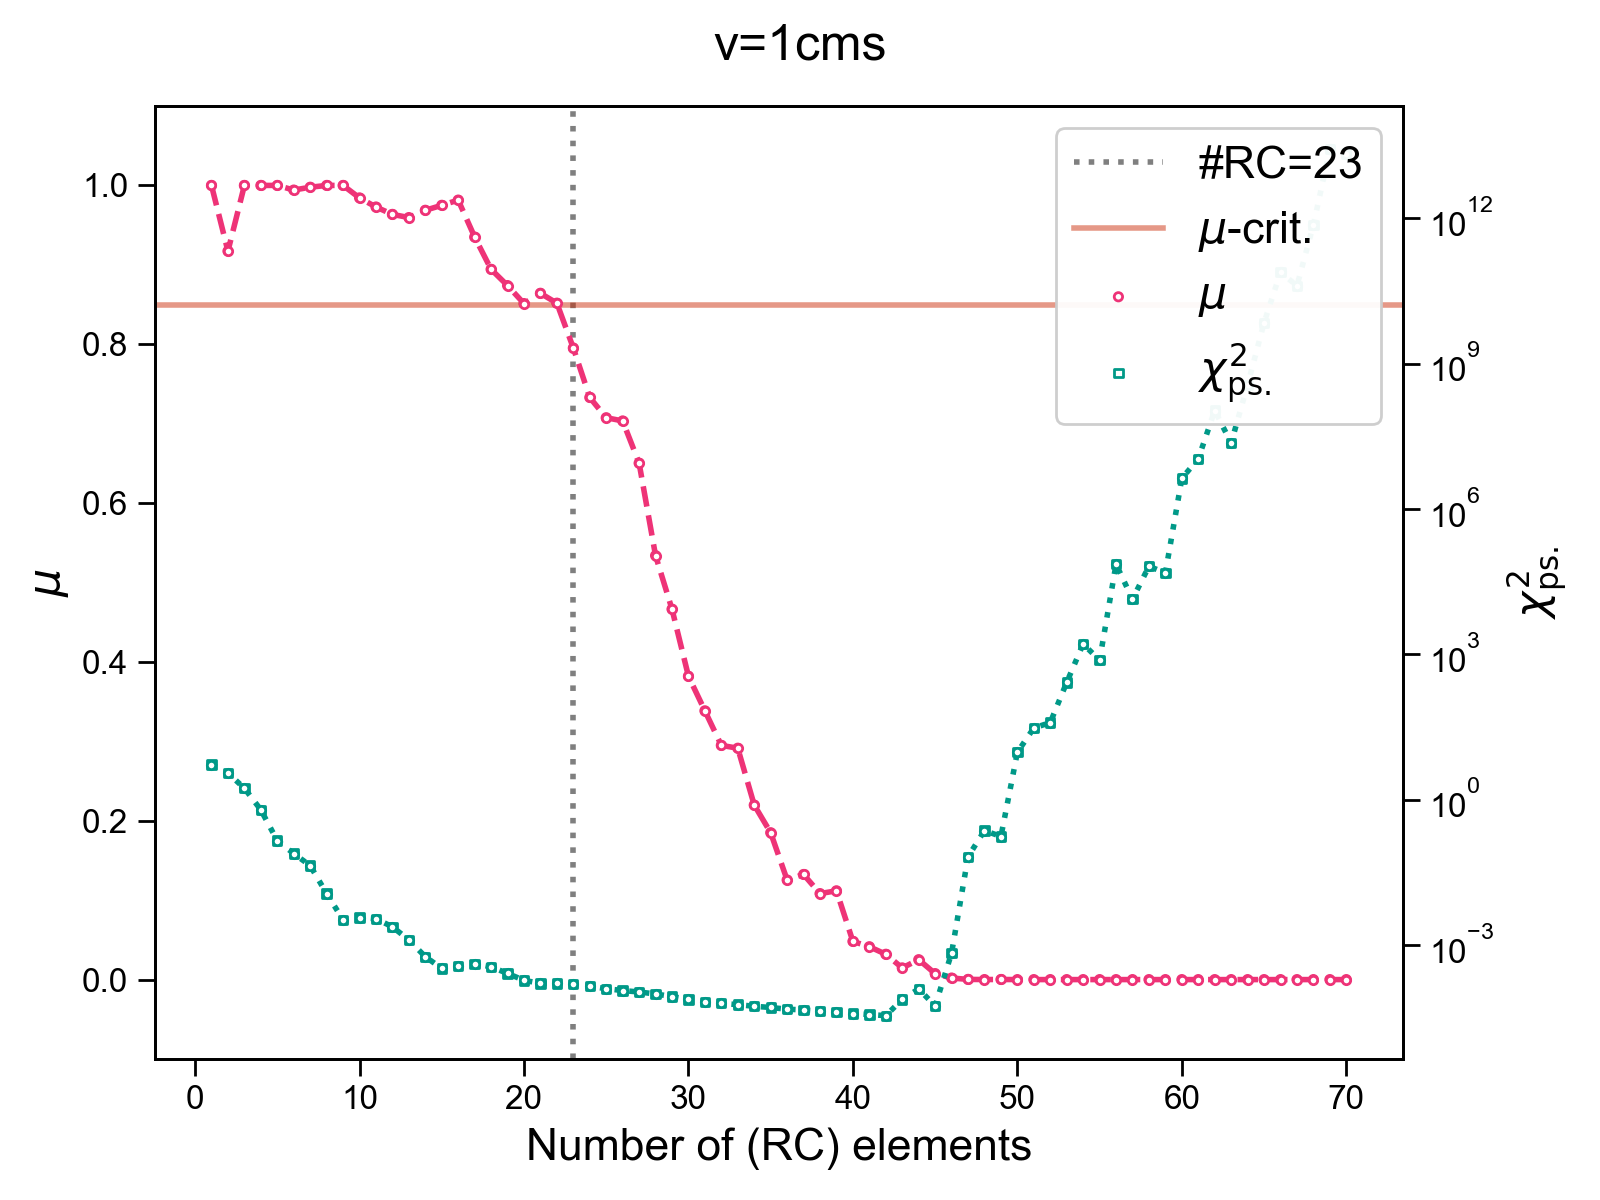 v=1cms
#RC=23
μ-crit.
μ
χ²ps.
1.0
0.8
0.6
0.4
0.2
0.0
μ
10¹²
10⁹
10⁶
10³
10⁰
10⁻³
χ²ps.
0 10 20 30 40 50 60 70
Number of (RC) elements